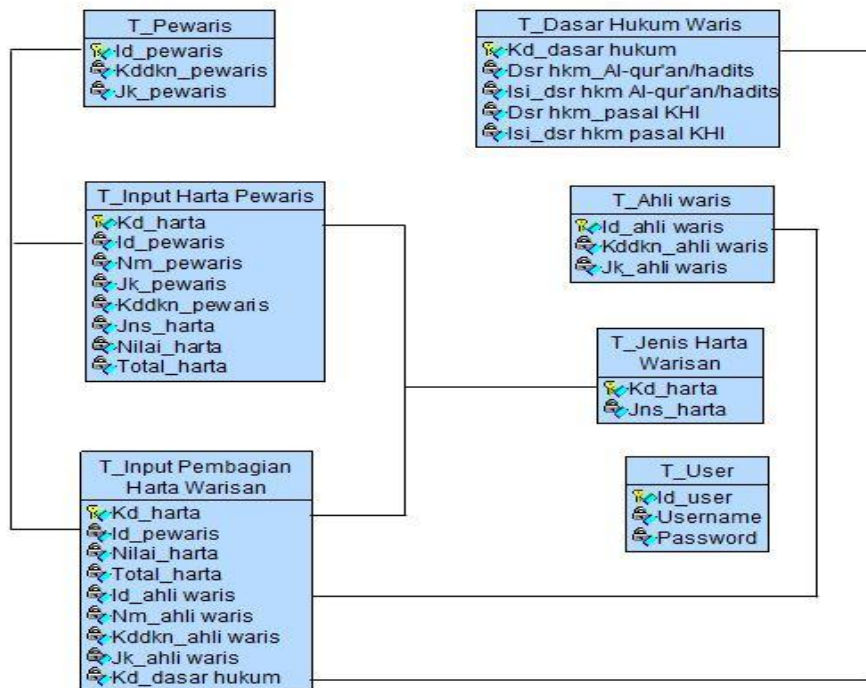 T_Pewaris
Id_pewaris
Kddkn_pewaris
Jk_pewaris
T_Dasar Hukum Waris
Kd_dasar hukum
Dsr hkm_Al-qur'an/hadits
Isi_dsr hkm Al-qur'an/hadits
Dsr hkm_pasal KHI
Isi_dsr hkm pasal KHI
T_Input Harta Pewaris
Kd_harta
Id_pewaris
Nm_pewaris
Jk_pewaris
Kddkn_pewaris
Jns_harta
Nilai_harta
Total_harta
T_Ahli waris
Id_ahli waris
Kddkn_ahli waris
Jk_ahli waris
T_Jenis Harta
Warisan
Kd_harta
Jns_harta
T_Input Pembagian
Harta Warisan
Kd_harta
Id_pewaris
Nilai_harta
Total_harta
Id_ahli waris
Nm_ahli waris
Kddkn_ahli waris
Jk_ahli waris
Kd_dasar hukum
T_User
Id_user
Username
Password